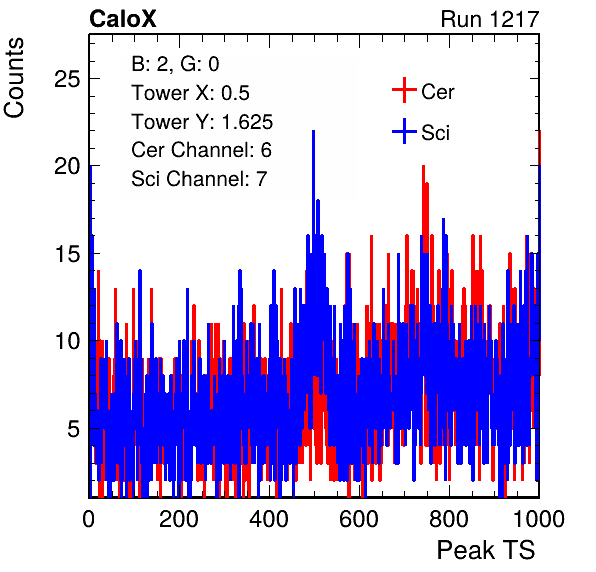 CaloX
Run 1217
Counts
B: 2, G: 0
Tower X: 0.5
Tower Y: 1.625
Cer Channel: 6
Sci Channel: 7
Cer
Sci
25
20
15
10
5
0 200 400 600 800 1000
Peak TS